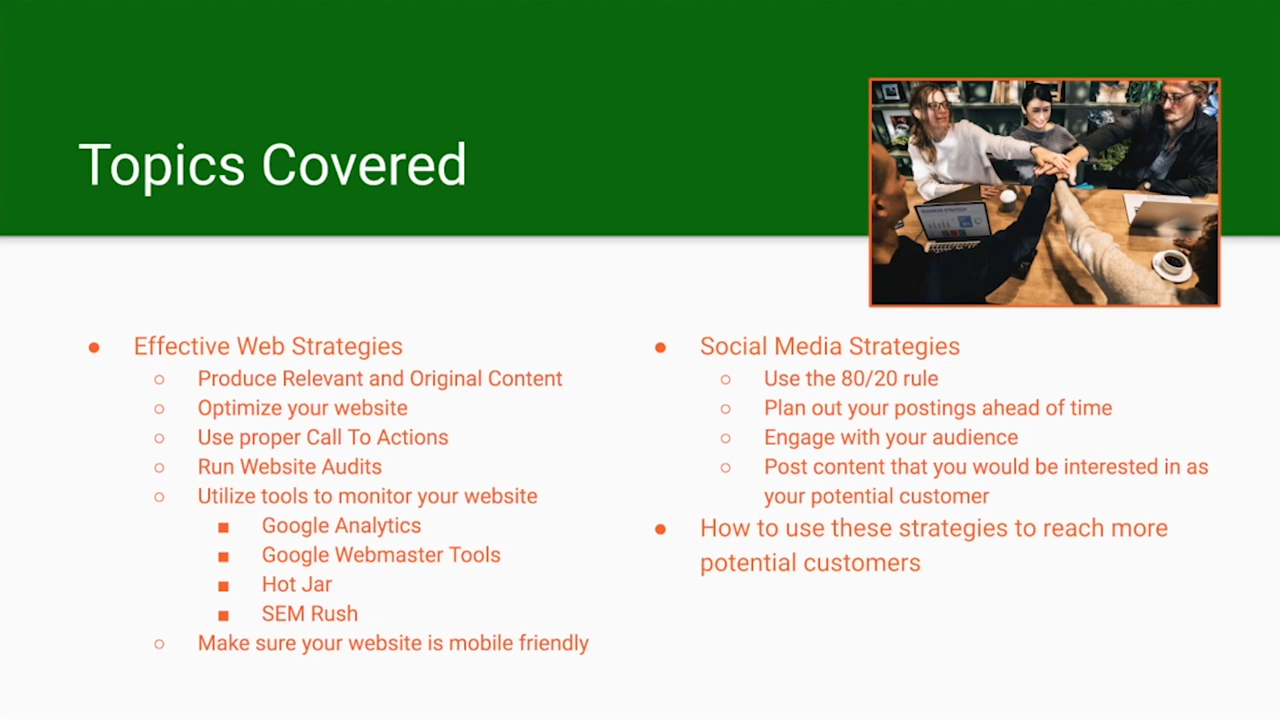 Topics Covered
BUSINESS STRATEGY
● Effective Web Strategies
○ Produce Relevant and Original Content
○ Optimize your website
○ Use proper Call To Actions
○ Run Website Audits
○ Utilize tools to monitor your website
■ Google Analytics
■ Google Webmaster Tools
■ Hot Jar
■ SEM Rush
○ Make sure your website is mobile friendly
● Social Media Strategies
○ Use the 80/20 rule
○ Plan out your postings ahead of time
○ Engage with your audience
○ Post content that you would be interested in as
your potential customer
● How to use these strategies to reach more
potential customers